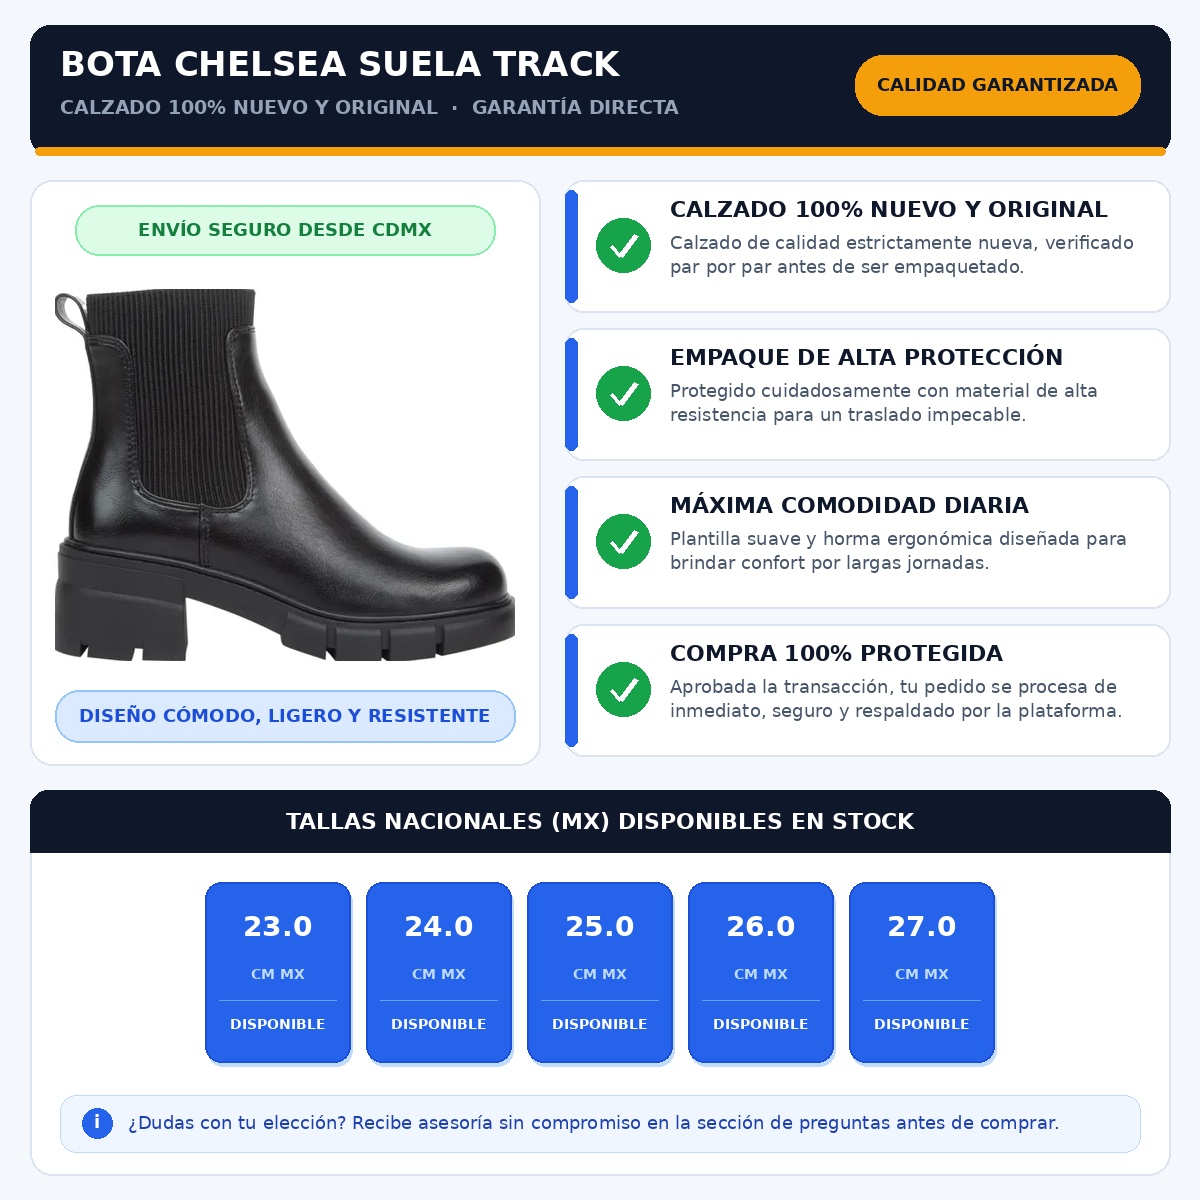 BOTA CHELSEA SUELA TRACK
CALZADO 100% NUEVO Y ORIGINAL · GARANTÍA DIRECTA
CALIDAD GARANTIZADA
ENVÍO SEGURO DESDE CDMX
DISEÑO CÓMODO, LIGERO Y RESISTENTE
CALZADO 100% NUEVO Y ORIGINAL
Calzado de calidad estrictamente nueva, verificado
par por par antes de ser empaquetado.
EMPAQUE DE ALTA PROTECCIÓN
Protegido cuidadosamente con material de alta
resistencia para un traslado impecable.
MÁXIMA COMODIDAD DIARIA
Plantilla suave y horma ergonómica diseñada para
brindar confort por largas jornadas.
COMPRA 100% PROTEGIDA
Aprobada la transacción, tu pedido se procesa de
inmediato, seguro y respaldado por la plataforma.
TALLAS NACIONALES (MX) DISPONIBLES EN STOCK
23.0
CM MX
DISPONIBLE
24.0
CM MX
DISPONIBLE
25.0
CM MX
DISPONIBLE
26.0
CM MX
DISPONIBLE
27.0
CM MX
DISPONIBLE
i ¿Dudas con tu elección? Recibe asesoría sin compromiso en la sección de preguntas antes de comprar.